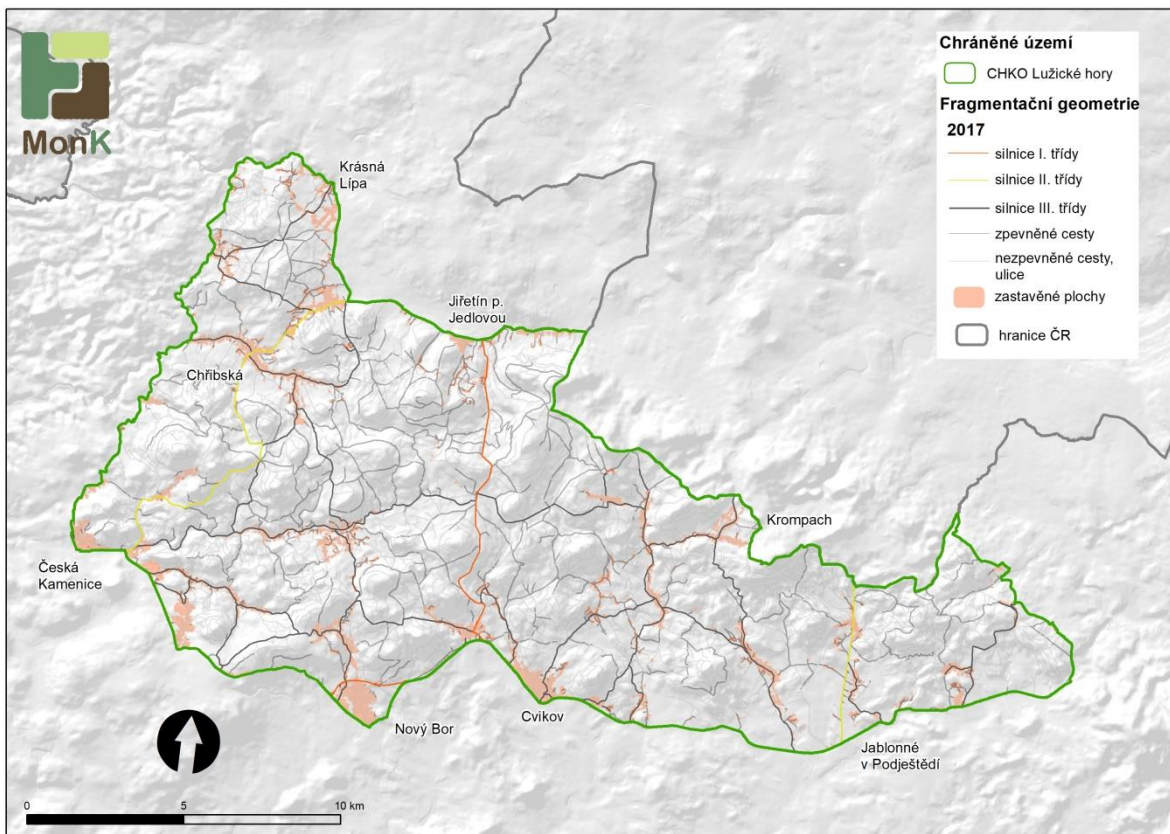 MonK
Chráněné území
CHKO Lužické hory
Fragmentační geometrie
2017
silnice I. třídy
silnice II. třídy
silnice III. třídy
zpevněné cesty
nezpevněné cesty,
ulice
zastavěné plochy
hranice ČR
Krásná
Lípa
Jiřetín p.
Jedlovou
Chřibská
Krompach
Česká
Kamenice
Nový Bor
Cvikov
Jablonné
v Podještědí
0 5 10 km